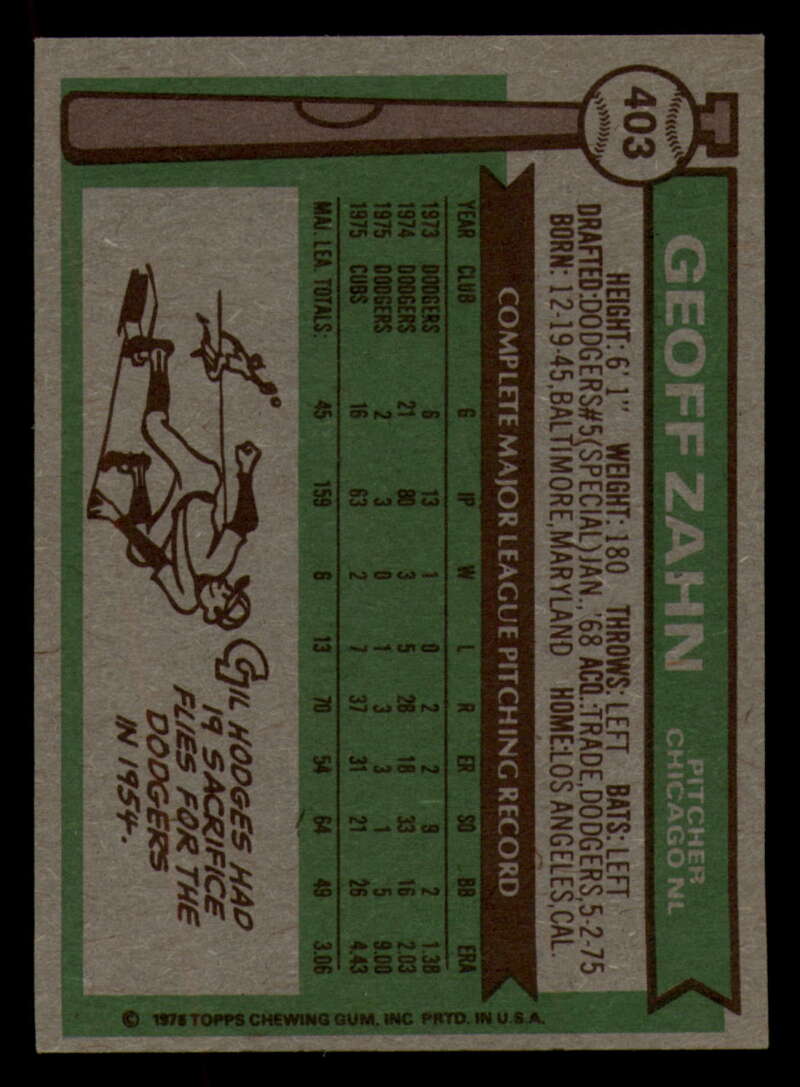 403
GEOFF ZAHN
PITCHER
CHICAGO NL
HEIGHT: 6' 1" WEIGHT: 180 THROWS: LEFT BATS: LEFT
DRAFTED: DODGERS#5(SPECIAL)JAN., '68 ACQ.:TRADE,DODGERS,5-2-75
BORN: 12-19-45,BALTIMORE,MARYLAND HOME:LOS ANGELES,CAL.
COMPLETE MAJOR LEAGUE PITCHING RECORD
YEAR CLUB G IP W L R ER SO BB ERA
1973 DODGERS 6 13 1 0 2 2 9 2 1.38
1974 DODGERS 21 80 3 5 28 18 33 16 2.03
1975 DODGERS 2 3 0 1 3 3 1 5 9.00
1975 CUBS 16 63 2 7 37 31 21 26 4.43
MAJ. LEA. TOTALS: 45 159 6 13 70 54 64 49 3.06
GIL HODGES HAD
19 SACRIFICE
FLIES FOR THE
DODGERS
IN 1954.
© 1976 TOPPS CHEWING GUM, INC PRTD. IN U.S.A.